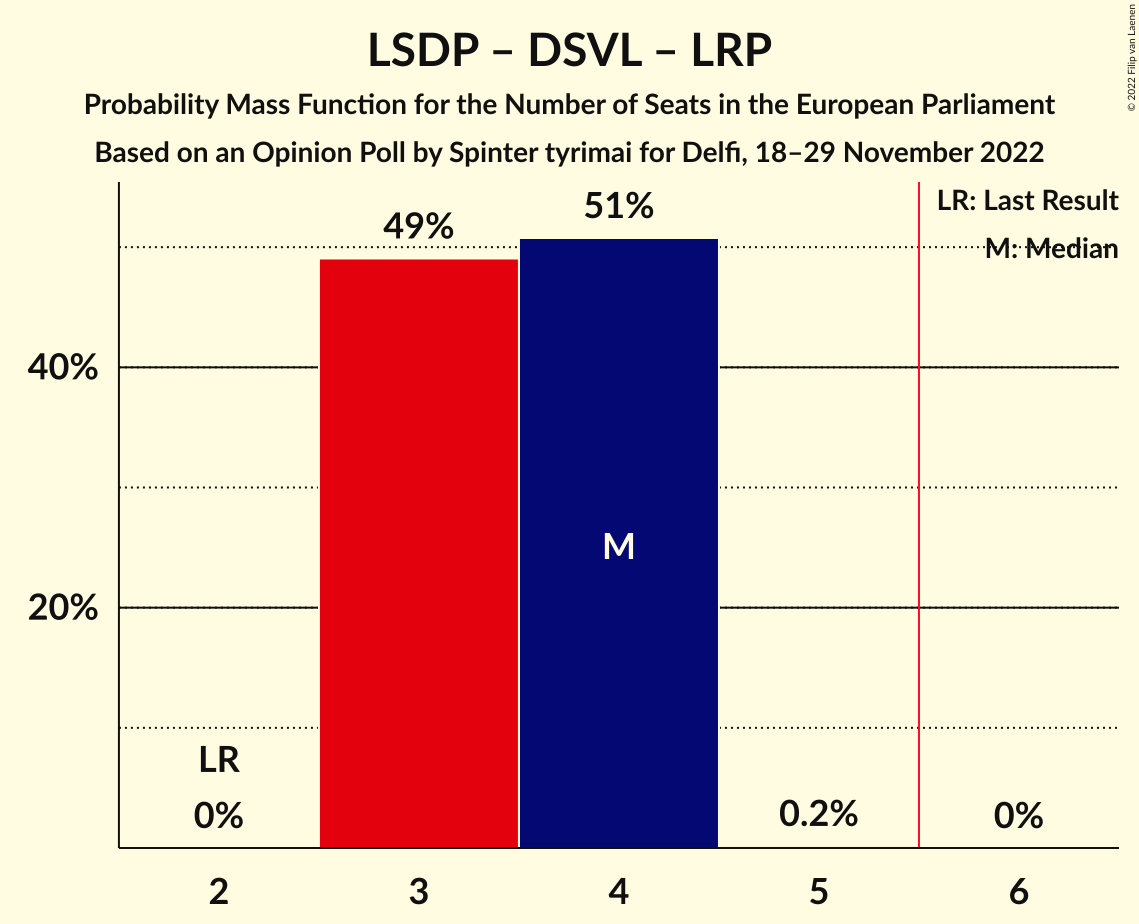 LSDP – DSVL – LRP
Probability Mass Function for the Number of Seats in the European Parliament
Based on an Opinion Poll by Spinter tyrimai for Delfi, 18–29 November 2022
© 2022 Filip van Laenen
LR: Last Result
M: Median
49%
51%
40%
M
20%
LR
0%
0.2%
0%
2
3
4
5
6